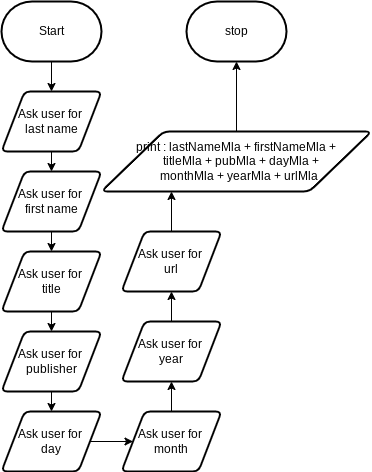 Start
Ask user for
last name
Ask user for
first name
Ask user for
title
Ask user for
publisher
Ask user for
day
Ask user for
month
Ask user for
year
Ask user for
url
print : lastNameMla + firstNameMla +
titleMla + pubMla + dayMla +
monthMla + yearMla + urlMla
stop